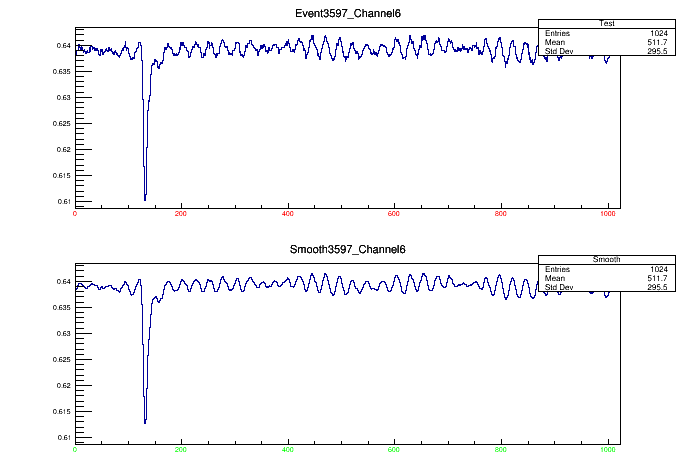 Event3597_Channel6
Test
Entries 1024
Mean 511.7
Std Dev 295.5
0.64
0.635
0.63
0.625
0.62
0.615
0.61
0 200 400 600 800 1000
Smooth3597_Channel6
Smooth
Entries 1024
Mean 511.7
Std Dev 295.5
0.64
0.635
0.63
0.625
0.62
0.615
0.61
0 200 400 600 800 1000